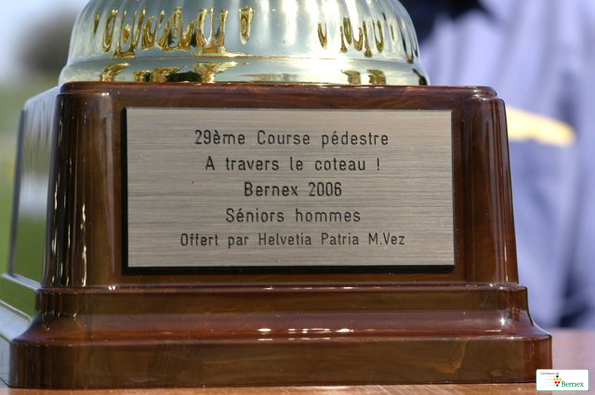 29ème Course pédestre
A travers le coteau !
Bernex 2006
Séniors hommes
Offert par Helvetia Patria M.Vez
Bernex